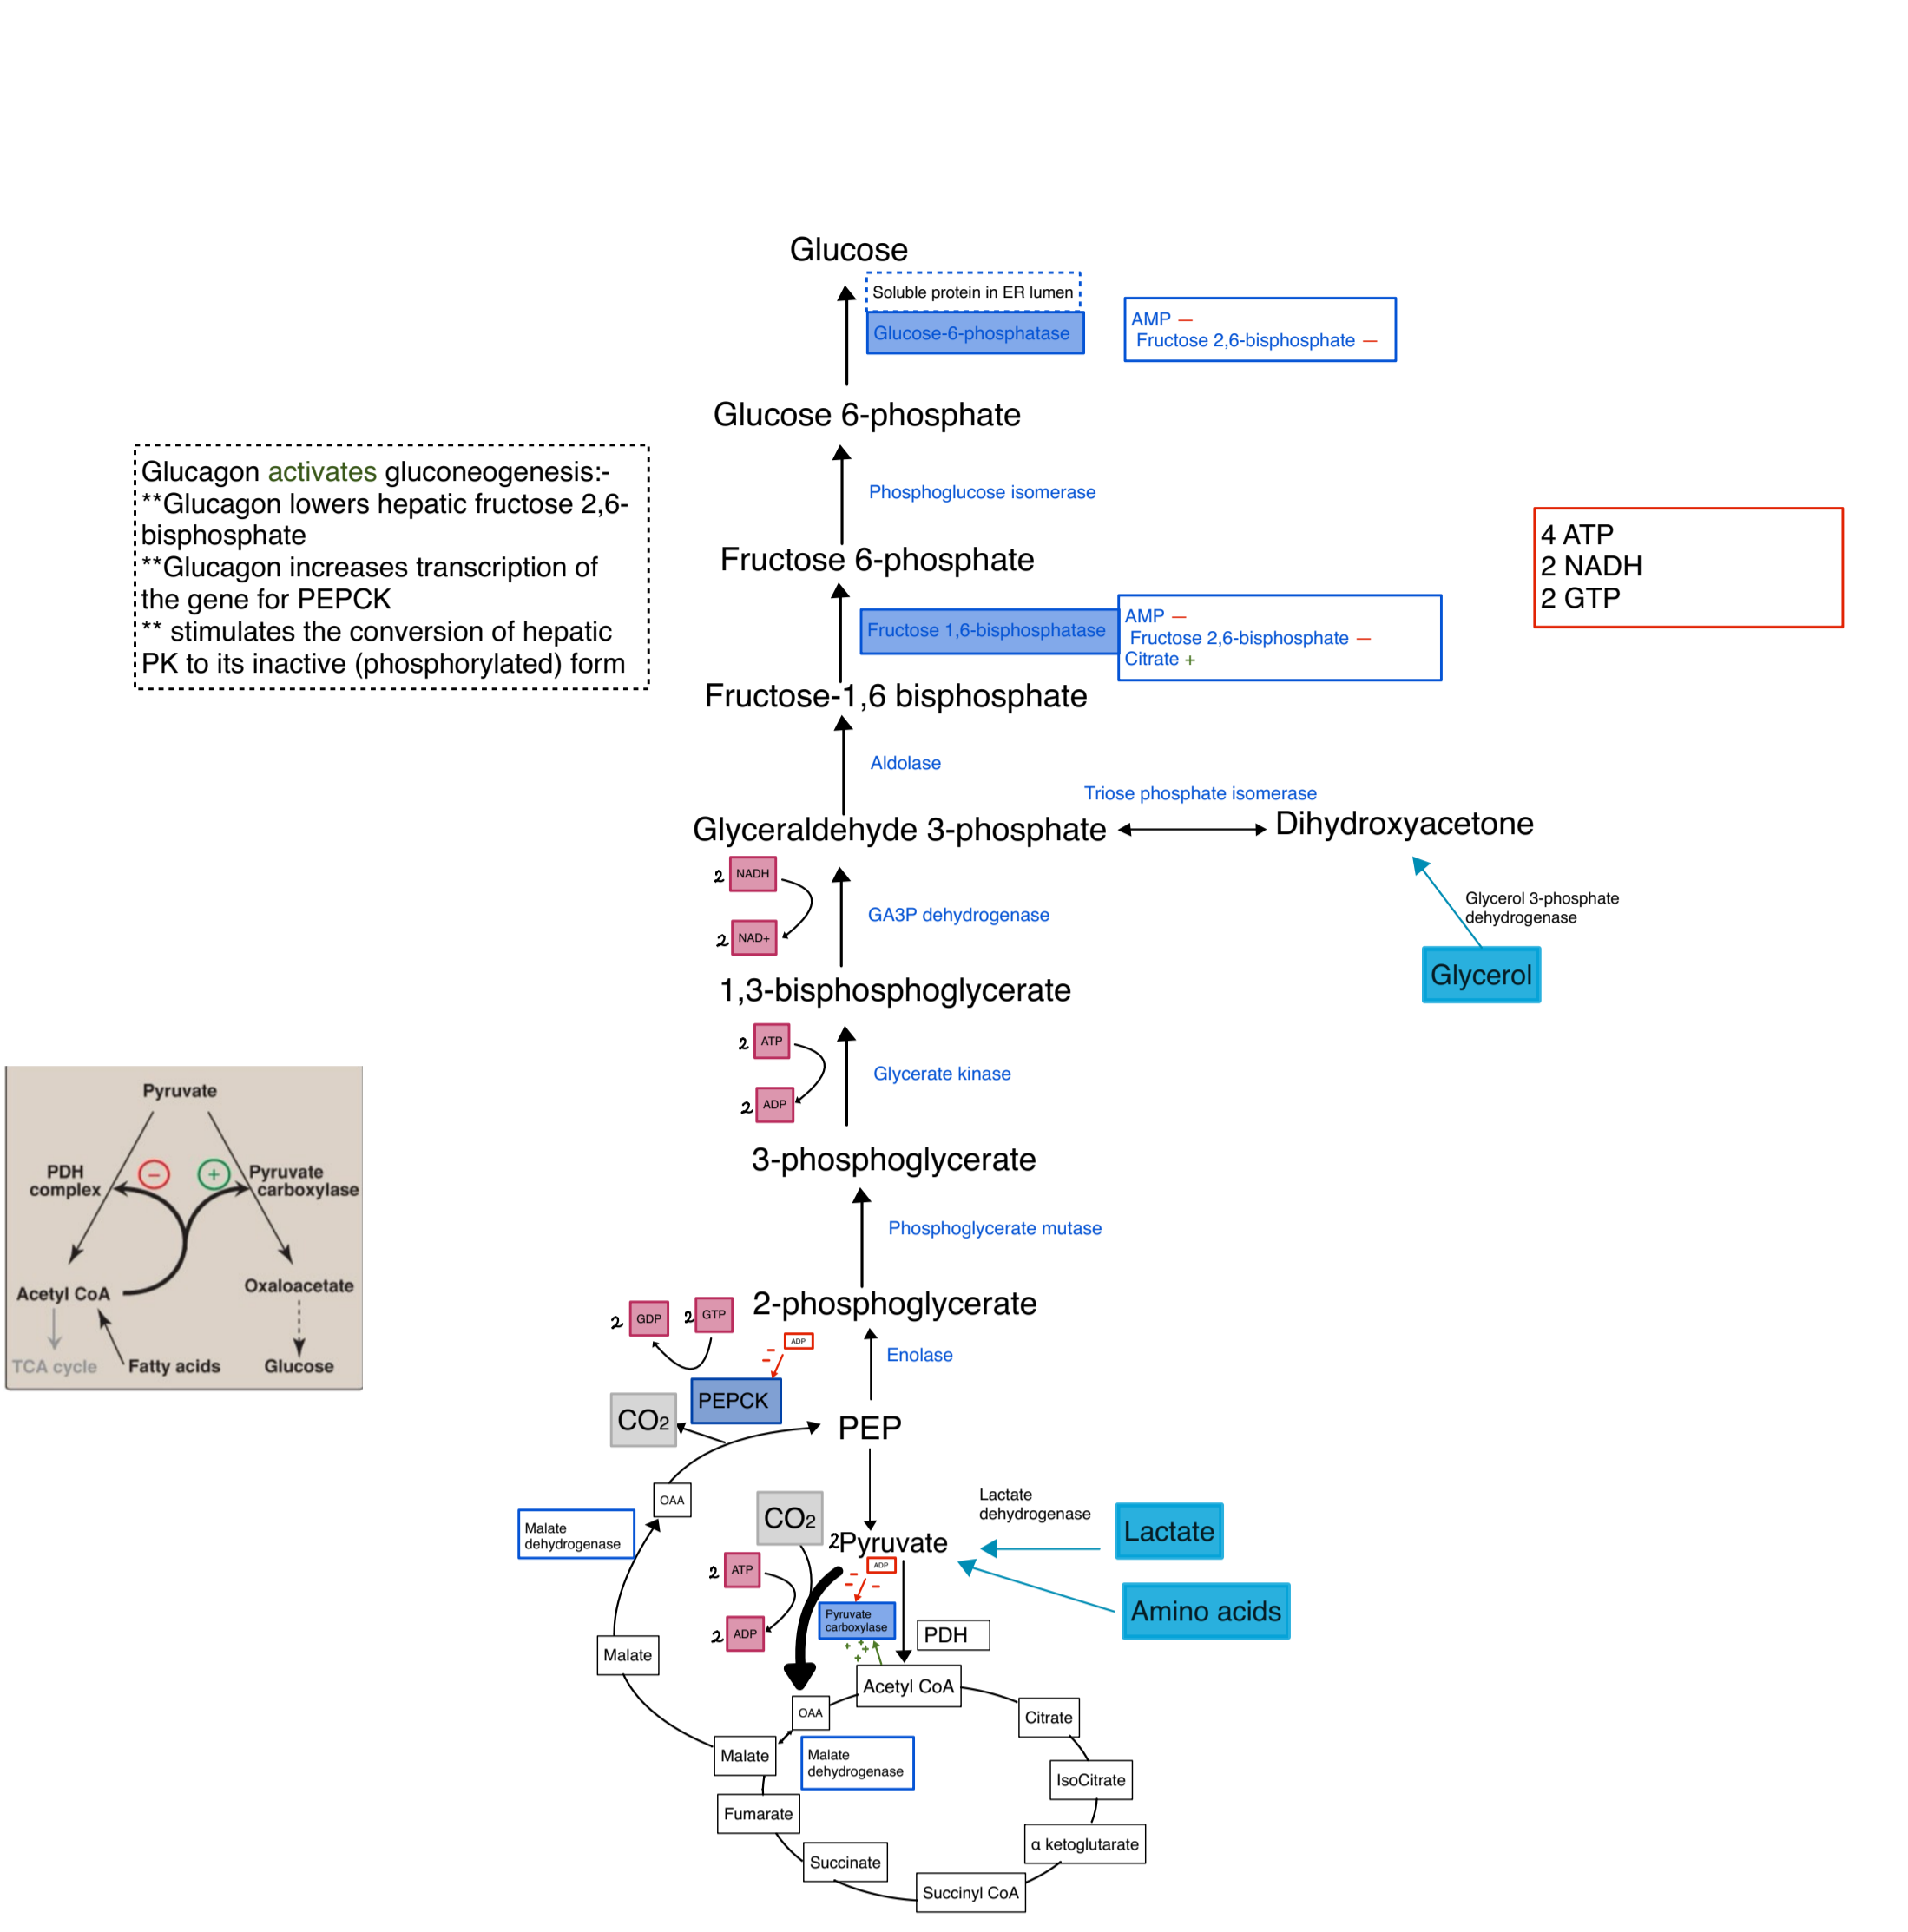 Glucose
Soluble protein in ER lumen
Glucose-6-phosphatase
AMP —
Fructose 2,6-bisphosphate —
Glucose 6-phosphate
Glucagon activates gluconeogenesis:-
**Glucagon lowers hepatic fructose 2,6-
bisphosphate
**Glucagon increases transcription of
the gene for PEPCK
** stimulates the conversion of hepatic
PK to its inactive (phosphorylated) form
Phosphoglucose isomerase
4 ATP
2 NADH
2 GTP
Fructose 6-phosphate
Fructose 1,6-bisphosphatase
AMP —
Fructose 2,6-bisphosphate —
Citrate +
Fructose-1,6 bisphosphate
Aldolase
Triose phosphate isomerase
Glyceraldehyde 3-phosphate
Dihydroxyacetone
2 NADH
2 NAD+
GA3P dehydrogenase
Glycerol 3-phosphate
dehydrogenase
Glycerol
1,3-bisphosphoglycerate
2 ATP
2 ADP
Glycerate kinase
3-phosphoglycerate
Phosphoglycerate mutase
2-phosphoglycerate
2 GDP
2 GTP
ADP
- -
Enolase
PEPCK
CO2
PEP
OAA
Malate
dehydrogenase
CO2
2Pyruvate
Lactate
dehydrogenase
Lactate
Amino acids
2 ATP
2 ADP
ADP
- - -
Pyruvate
carboxylase
+ + + +
PDH
Malate
Acetyl CoA
OAA
Citrate
Malate
Malate
dehydrogenase
IsoCitrate
Fumarate
α ketoglutarate
Succinate
Succinyl CoA
Pyruvate
PDH
complex
−
+
Pyruvate
carboxylase
Acetyl CoA
Oxaloacetate
TCA cycle
Fatty acids
Glucose